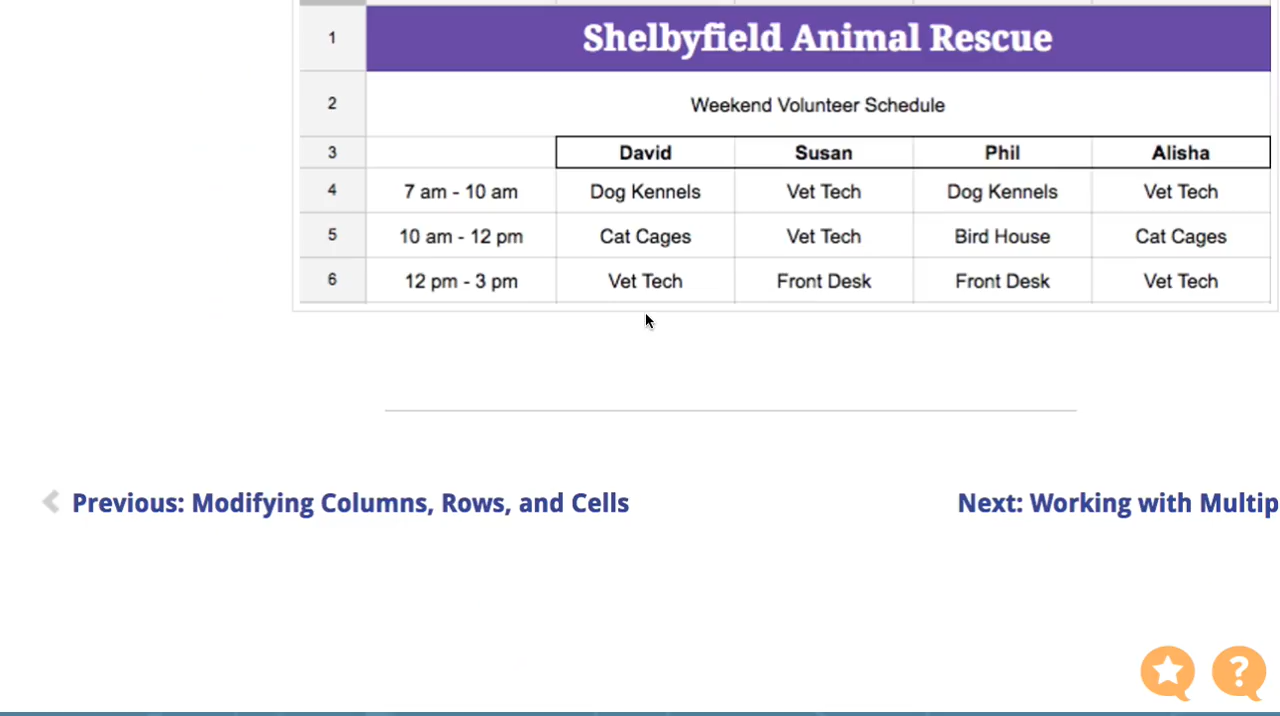 1 Shelbyfield Animal Rescue
2 Weekend Volunteer Schedule
3 David Susan Phil Alisha
4 7 am - 10 am Dog Kennels Vet Tech Dog Kennels Vet Tech
5 10 am - 12 pm Cat Cages Vet Tech Bird House Cat Cages
6 12 pm - 3 pm Vet Tech Front Desk Front Desk Vet Tech
Previous: Modifying Columns, Rows, and Cells
Next: Working with Multip
?